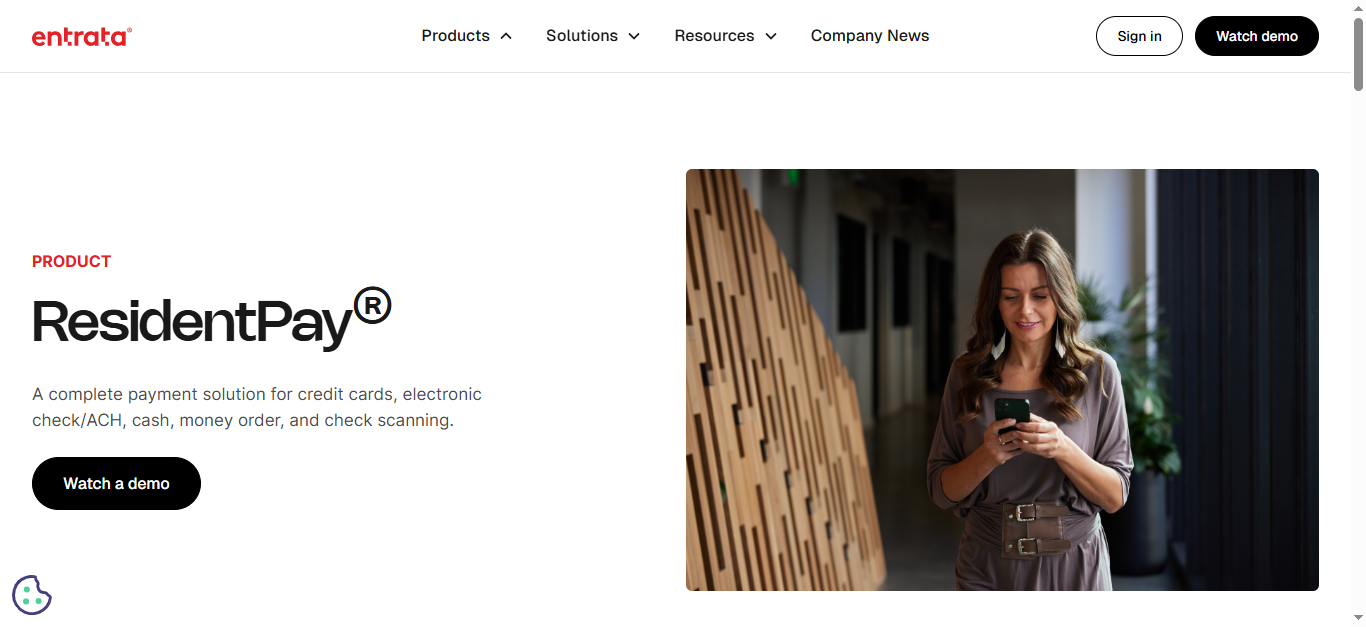 entrata®
Products
Solutions
Resources
Company News
Sign in
Watch demo
PRODUCT
ResidentPay®
A complete payment solution for credit cards, electronic
check/ACH, cash, money order, and check scanning.
Watch a demo